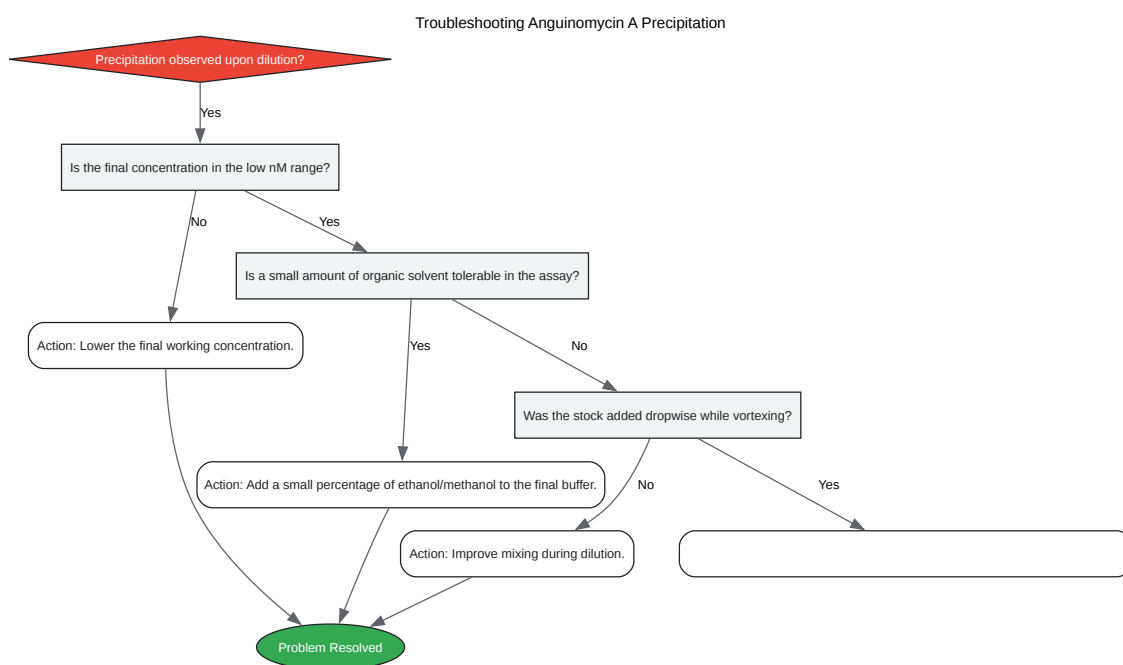 Troubleshooting Anguinomycin A Precipitation
Precipitation observed upon dilution?
Yes
Is the final concentration in the low nM range?
No
Yes
Is a small amount of organic solvent tolerable in the assay?
Action: Lower the final working concentration.
Yes
No
Was the stock added dropwise while vortexing?
Action: Add a small percentage of ethanol/methanol to the final buffer.
No
Yes
Action: Improve mixing during dilution.
Problem Resolved